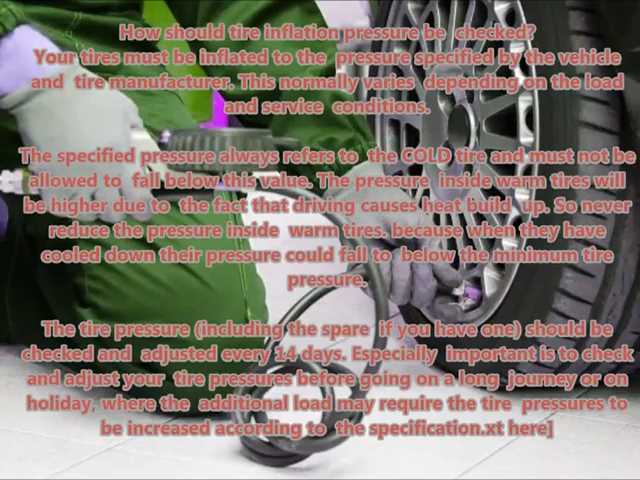 How should tire inflation pressure be checked?
Your tires must be inflated to the pressure specified by the vehicle
and tire manufacturer. This normally varies depending on the load
and service conditions.
The specified pressure always refers to the COLD tire and must not be
allowed to fall below this value. The pressure inside warm tires will
be higher due to the fact that driving causes heat build up. So never
reduce the pressure inside warm tires. because when they have
cooled down their pressure could fall to below the minimum tire
pressure.
The tire pressure (including the spare if you have one) should be
checked and adjusted every 14 days. Especially important is to check
and adjust your tire pressures before going on a long journey or on
holiday, where the additional load may require the tire pressures to
be increased according to the specification.xt here]